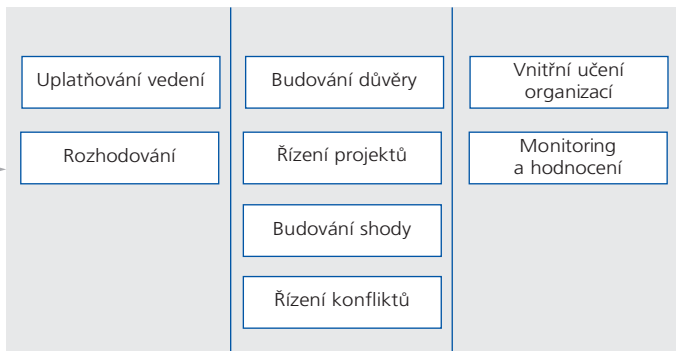 Uplatňování vedení
Rozhodování
Budování důvěry
Řízení projektů
Budování shody
Řízení konfliktů
Vnitřní učení
organizací
Monitoring
a hodnocení